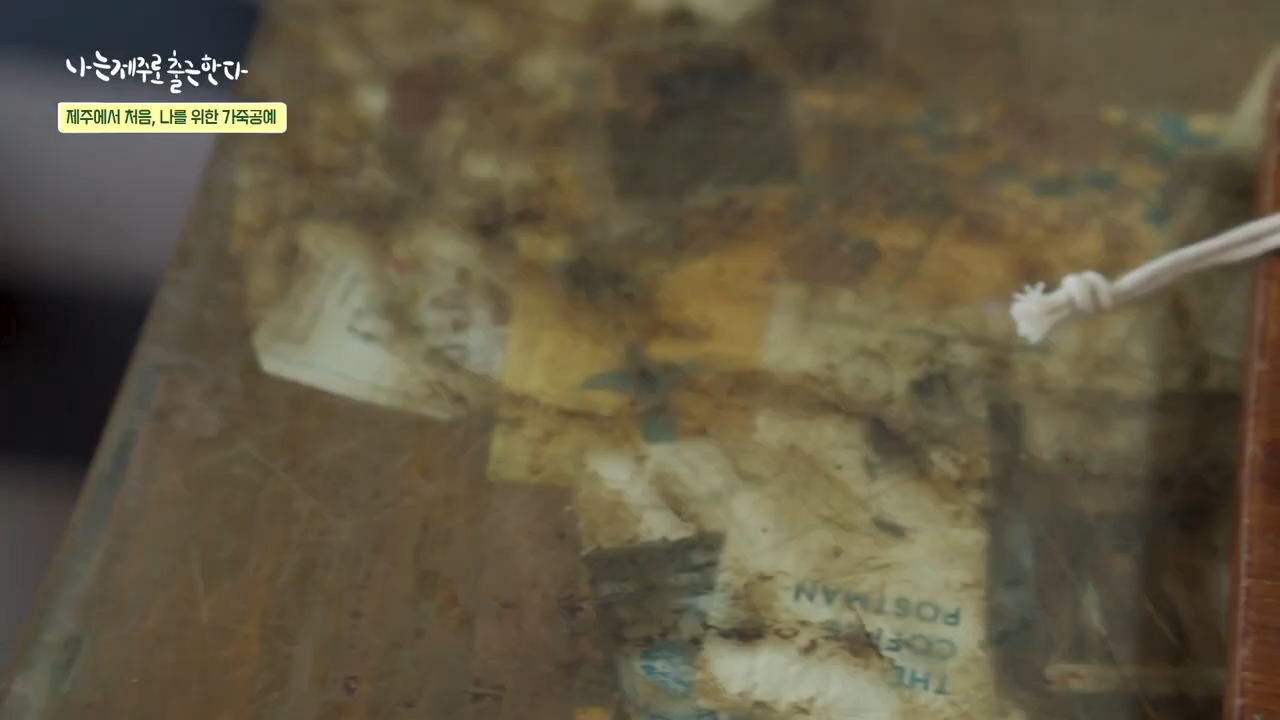 나는 제주로 출근한다
제주에서 처음, 나를 위한 가죽공예
THE
COFFEE
POSTMAN